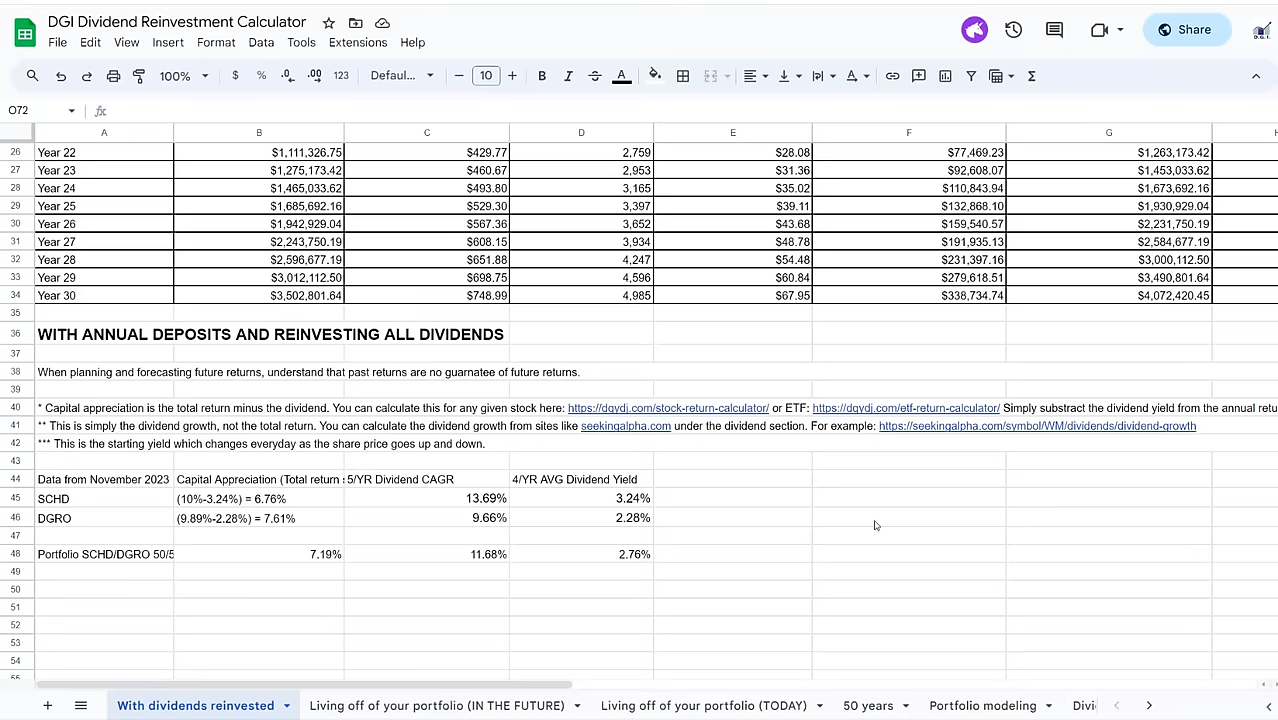 DGI Dividend Reinvestment Calculator
File Edit View Insert Format Data Tools Extensions Help
Share
100% $ % .0 .00 123 Defaul... 10 B I A
O72 fx
A B C D E F G
26 Year 22 $1,111,326.75 $429.77 2,759 $28.08 $77,469.23 $1,263,173.42
27 Year 23 $1,275,173.42 $460.67 2,953 $31.36 $92,608.07 $1,453,033.62
28 Year 24 $1,465,033.62 $493.80 3,165 $35.02 $110,843.94 $1,673,692.16
29 Year 25 $1,685,692.16 $529.30 3,397 $39.11 $132,868.10 $1,930,929.04
30 Year 26 $1,942,929.04 $567.36 3,652 $43.68 $159,540.57 $2,231,750.19
31 Year 27 $2,243,750.19 $608.15 3,934 $48.78 $191,935.13 $2,584,677.19
32 Year 28 $2,596,677.19 $651.88 4,247 $54.48 $231,397.16 $3,000,112.50
33 Year 29 $3,012,112.50 $698.75 4,596 $60.84 $279,618.51 $3,490,801.64
34 Year 30 $3,502,801.64 $748.99 4,985 $67.95 $338,734.74 $4,072,420.45
35
36 WITH ANNUAL DEPOSITS AND REINVESTING ALL DIVIDENDS
37
38 When planning and forecasting future returns, understand that past returns are no guarnatee of future returns.
39
40 * Capital appreciation is the total return minus the dividend. You can calculate this for any given stock here: https://dqydj.com/stock-return-calculator/ or ETF: https://dqydj.com/etf-return-calculator/ Simply substract the dividend yield from the annual retu
41 ** This is simply the dividend growth, not the total return. You can calculate the dividend growth from sites like seekingalpha.com under the dividend section. For example: https://seekingalpha.com/symbol/WM/dividends/dividend-growth
42 *** This is the starting yield which changes everyday as the share price goes up and down.
43
44 Data from November 2023 Capital Appreciation (Total return 5/YR Dividend CAGR 4/YR AVG Dividend Yield
45 SCHD (10%-3.24%) = 6.76% 13.69% 3.24%
46 DGRO (9.89%-2.28%) = 7.61% 9.66% 2.28%
47
48 Portfolio SCHD/DGRO 50/5 7.19% 11.68% 2.76%
49
50
51
52
53
54
55
With dividends reinvested Living off of your portfolio (IN THE FUTURE) Living off of your portfolio (TODAY) 50 years Portfolio modeling Divi